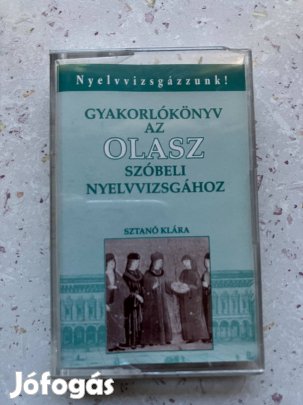 Nyelvvizsgázzunk!
GYAKORLÓKÖNYV
AZ
OLASZ
SZÓBELI
NYELVVIZSGÁHOZ
SZTANÓ KLÁRA
Jófogás